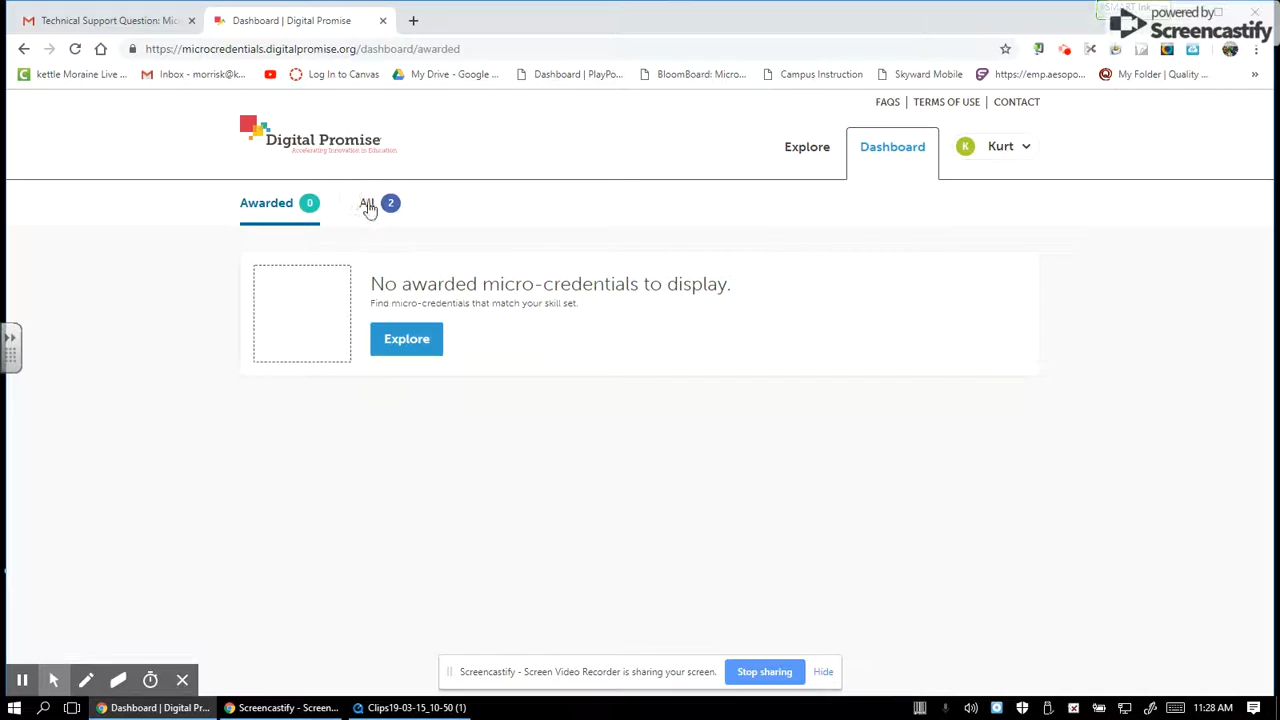 Technical Support Question: Mic
Dashboard | Digital Promise
SMART Ink
powered by
Screencastify
https://microcredentials.digitalpromise.org/dashboard/awarded
kettle Moraine Live ...
Inbox - morrisk@k...
Log In to Canvas
My Drive - Google ...
Dashboard | PlayPo...
BloomBoard: Micro...
Campus Instruction
Skyward Mobile
https://emp.aesopo...
My Folder | Quality ...
»
FAQS | TERMS OF USE | CONTACT
Digital Promise
Accelerating Innovation in Education
Explore
Dashboard
K Kurt
Awarded 0
All 2
No awarded micro-credentials to display.
Find micro-credentials that match your skill set.
Explore
Screencastify - Screen Video Recorder is sharing your screen.
Stop sharing
Hide
Dashboard | Digital Pr...
Screencastify - Screen...
Clips19-03-15_10-50 (1)
11:28 AM